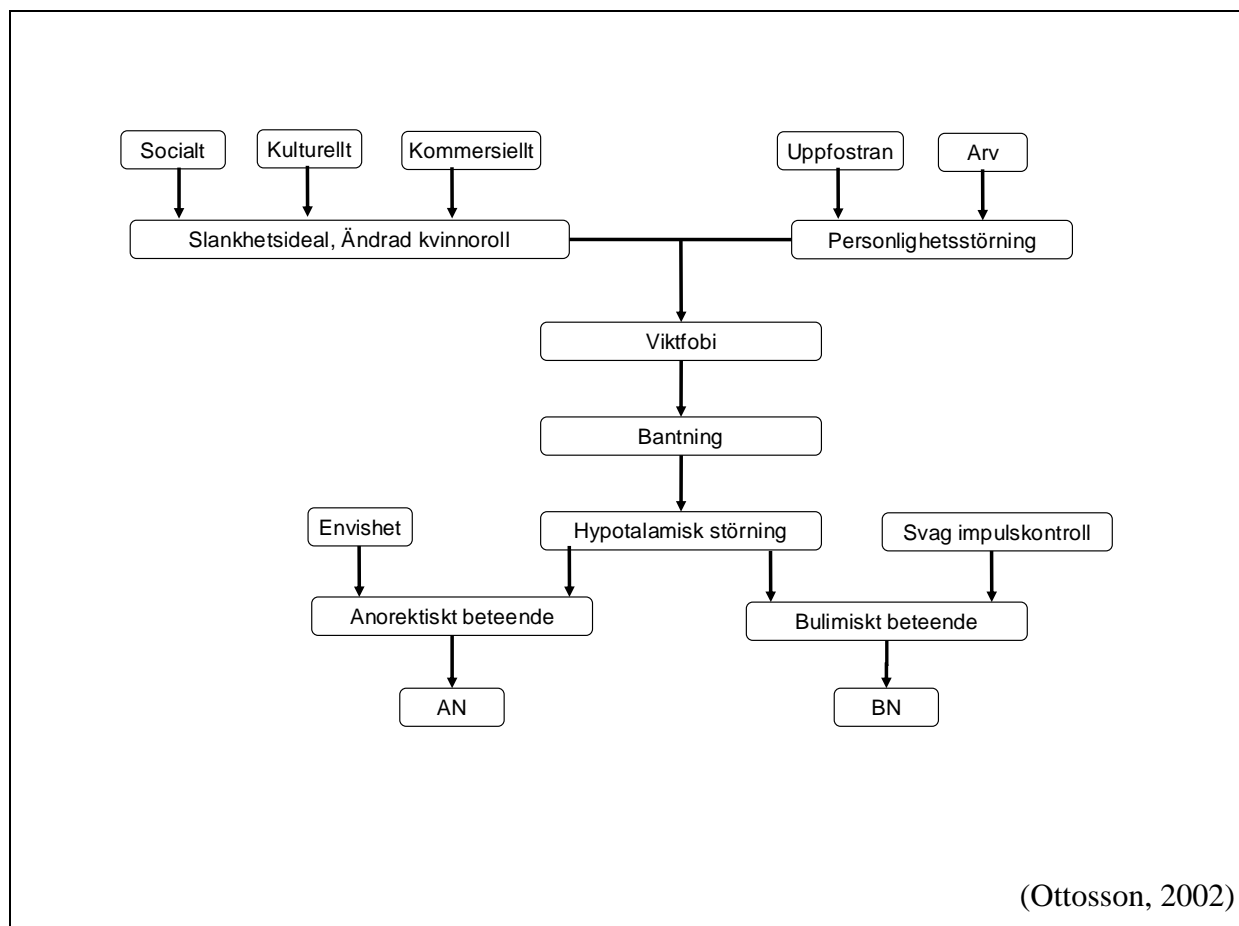 Socialt
Kulturellt
Kommersiellt
Uppfostran
Arv
Slankhetsideal, Ändrad kvinnoroll
Personlighetsstörning
Viktfobi
Bantning
Envishet
Hypotalamisk störning
Svag impulskontroll
Anorektiskt beteende
Bulimiskt beteende
AN
BN
(Ottosson, 2002)